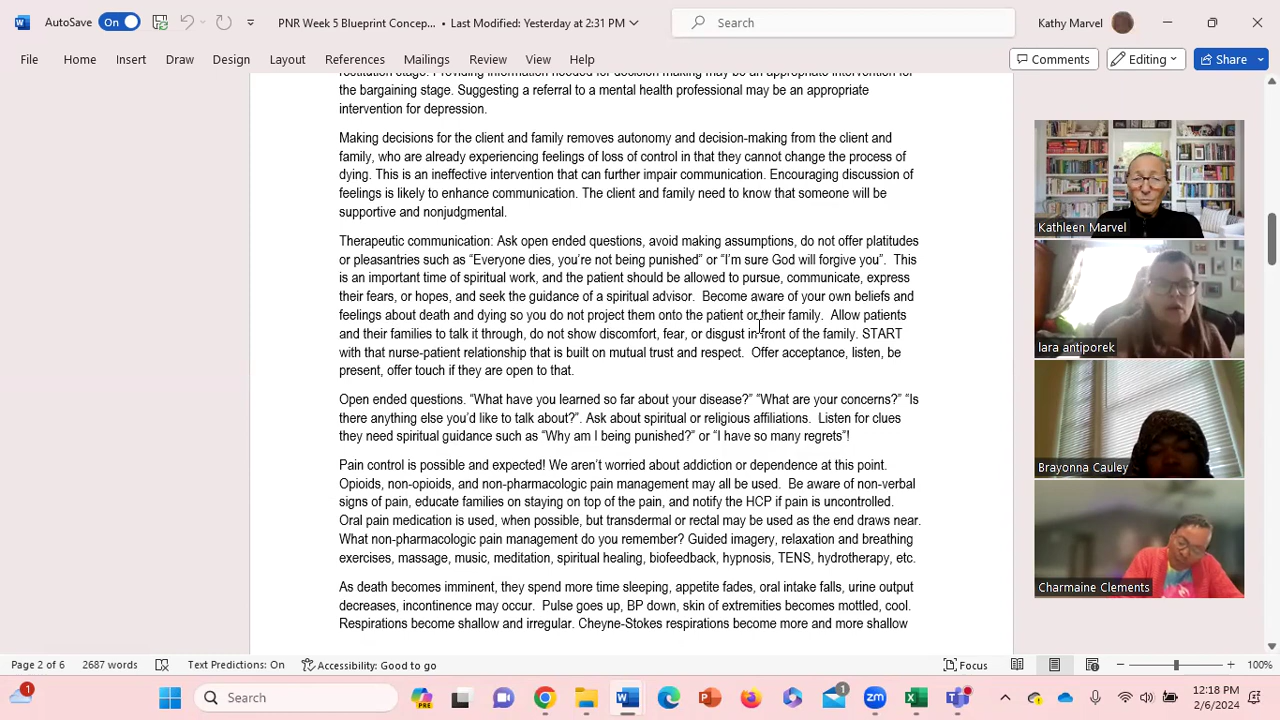 AutoSave On PNR Week 5 Blueprint Concep... • Last Modified: Yesterday at 2:31 PM Search Kathy Marvel
File Home Insert Draw Design Layout References Mailings Review View Help Comments Editing Share
restitution stage. Providing information needed for decision making may be an appropriate intervention for
the bargaining stage. Suggesting a referral to a mental health professional may be an appropriate
intervention for depression.
Making decisions for the client and family removes autonomy and decision-making from the client and
family, who are already experiencing feelings of loss of control in that they cannot change the process of
dying. This is an ineffective intervention that can further impair communication. Encouraging discussion of
feelings is likely to enhance communication. The client and family need to know that someone will be
supportive and nonjudgmental.
Therapeutic communication: Ask open ended questions, avoid making assumptions, do not offer platitudes
or pleasantries such as “Everyone dies, you’re not being punished” or “I’m sure God will forgive you”. This
is an important time of spiritual work, and the patient should be allowed to pursue, communicate, express
their fears, or hopes, and seek the guidance of a spiritual advisor. Become aware of your own beliefs and
feelings about death and dying so you do not project them onto the patient or their family. Allow patients
and their families to talk it through, do not show discomfort, fear, or disgust in front of the family. START
with that nurse-patient relationship that is built on mutual trust and respect. Offer acceptance, listen, be
present, offer touch if they are open to that.
Open ended questions. “What have you learned so far about your disease?” “What are your concerns?” “Is
there anything else you’d like to talk about?”. Ask about spiritual or religious affiliations. Listen for clues
they need spiritual guidance such as “Why am I being punished?” or “I have so many regrets”!
Pain control is possible and expected! We aren’t worried about addiction or dependence at this point.
Opioids, non-opioids, and non-pharmacologic pain management may all be used. Be aware of non-verbal
signs of pain, educate families on staying on top of the pain, and notify the HCP if pain is uncontrolled.
Oral pain medication is used, when possible, but transdermal or rectal may be used as the end draws near.
What non-pharmacologic pain management do you remember? Guided imagery, relaxation and breathing
exercises, massage, music, meditation, spiritual healing, biofeedback, hypnosis, TENS, hydrotherapy, etc.
As death becomes imminent, they spend more time sleeping, appetite fades, oral intake falls, urine output
decreases, incontinence may occur. Pulse goes up, BP down, skin of extremities becomes mottled, cool.
Respirations become shallow and irregular. Cheyne-Stokes respirations become more and more shallow
Kathleen Marvel
lara antiporek
Brayonna Cauley
Charmaine Clements
Page 2 of 6 2687 words Text Predictions: On Accessibility: Good to go Focus 100%
1 Search PRE 1 zm 12:18 PM
2/6/2024